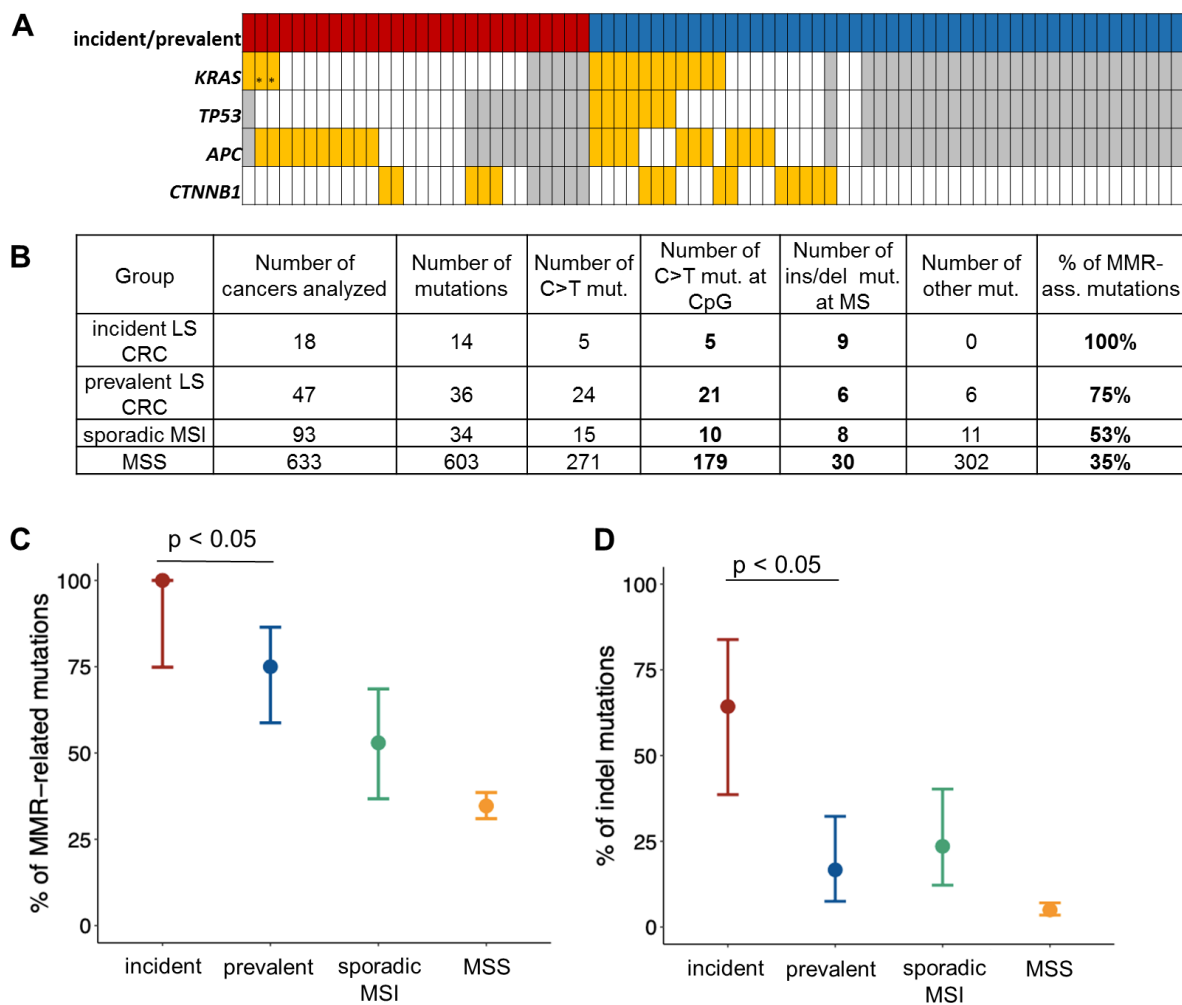 A
incident/prevalent
KRAS
* *
TP53
APC
CTNNB1
B
Group
Number of
cancers analyzed
Number of
mutations
Number of
C>T mut.
Number of
C>T mut. at
CpG
Number of
ins/del mut.
at MS
Number of
other mut.
% of MMR-
ass. mutations
incident LS
CRC
18
14
5
5
9
0
100%
prevalent LS
CRC
47
36
24
21
6
6
75%
sporadic MSI
93
34
15
10
8
11
53%
MSS
633
603
271
179
30
302
35%
C
p < 0.05
% of MMR-related mutations
100
75
50
25
0
incident
prevalent
sporadic
MSI
MSS
D
p < 0.05
% of indel mutations
100
75
50
25
0
incident
prevalent
sporadic
MSI
MSS